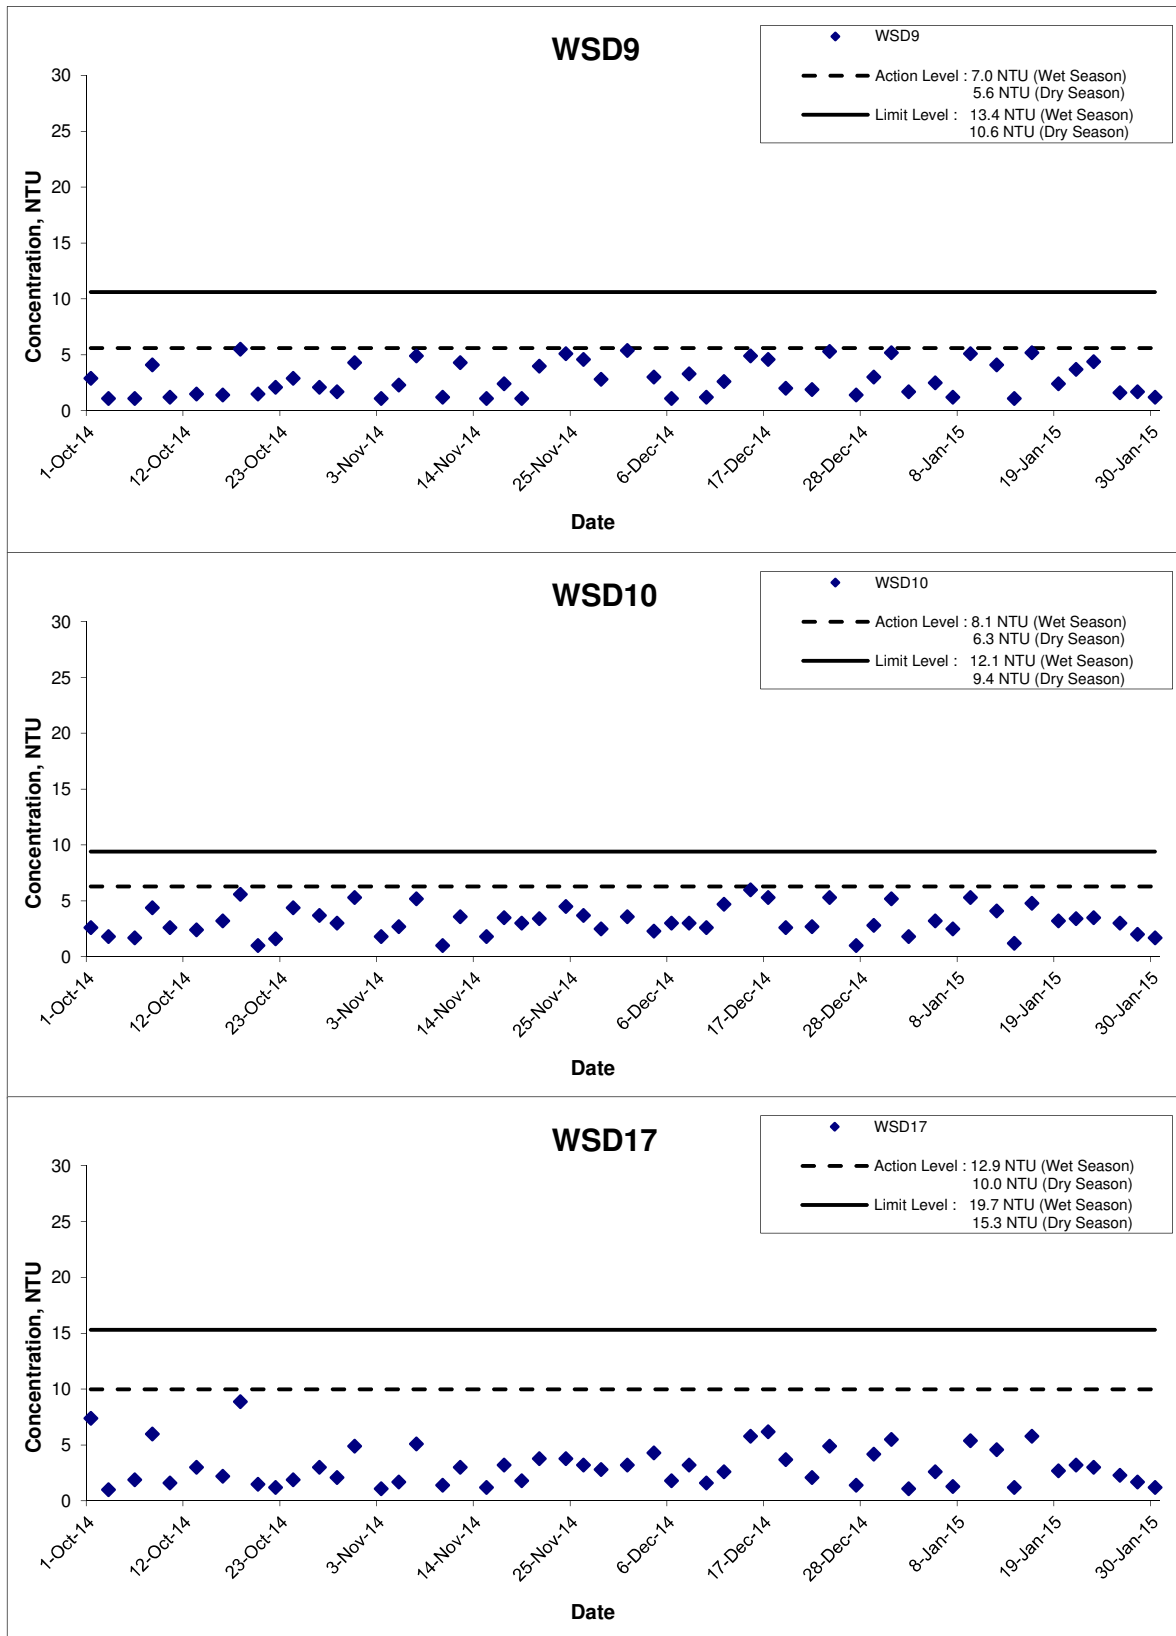 WSD9
WSD9
Action Level : 7.0 NTU (Wet Season)
5.6 NTU (Dry Season)
Limit Level : 13.4 NTU (Wet Season)
10.6 NTU (Dry Season)
Concentration, NTU
30
25
20
15
10
5
0
1-Oct-14
12-Oct-14
23-Oct-14
3-Nov-14
14-Nov-14
25-Nov-14
6-Dec-14
17-Dec-14
28-Dec-14
8-Jan-15
19-Jan-15
30-Jan-15
Date
WSD10
WSD10
Action Level : 8.1 NTU (Wet Season)
6.3 NTU (Dry Season)
Limit Level : 12.1 NTU (Wet Season)
9.4 NTU (Dry Season)
Concentration, NTU
30
25
20
15
10
5
0
1-Oct-14
12-Oct-14
23-Oct-14
3-Nov-14
14-Nov-14
25-Nov-14
6-Dec-14
17-Dec-14
28-Dec-14
8-Jan-15
19-Jan-15
30-Jan-15
Date
WSD17
WSD17
Action Level : 12.9 NTU (Wet Season)
10.0 NTU (Dry Season)
Limit Level : 19.7 NTU (Wet Season)
15.3 NTU (Dry Season)
Concentration, NTU
30
25
20
15
10
5
0
1-Oct-14
12-Oct-14
23-Oct-14
3-Nov-14
14-Nov-14
25-Nov-14
6-Dec-14
17-Dec-14
28-Dec-14
8-Jan-15
19-Jan-15
30-Jan-15
Date